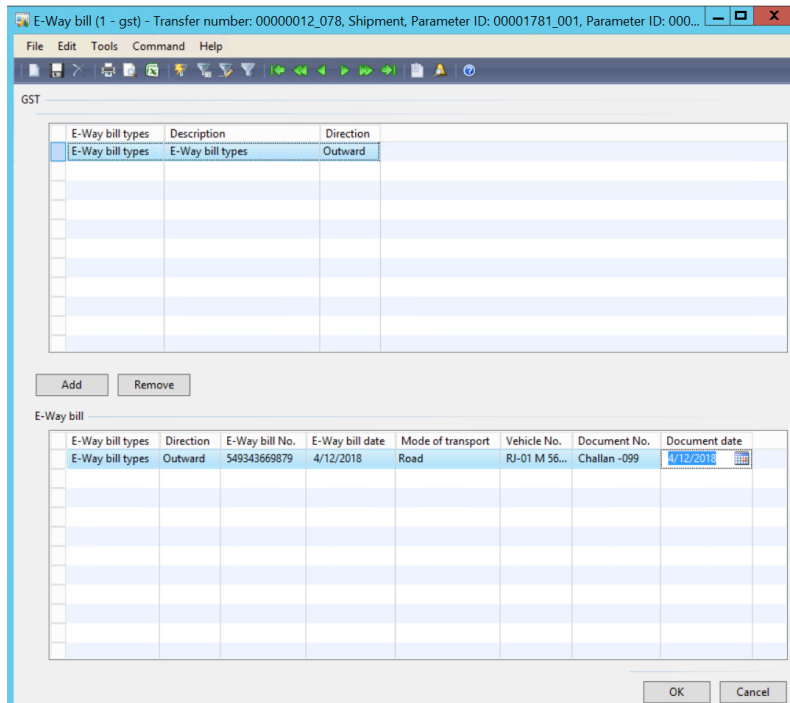 E-Way bill (1 - gst) - Transfer number: 00000012_078, Shipment, Parameter ID: 00001781_001, Parameter ID: 000...
File Edit Tools Command Help
GST
E-Way bill types Description Direction
E-Way bill types E-Way bill types Outward
Add Remove
E-Way bill
E-Way bill types Direction E-Way bill No. E-Way bill date Mode of transport Vehicle No. Document No. Document date
E-Way bill types Outward 549343669879 4/12/2018 Road RJ-01 M 56... Challan -099 4/12/2018
OK Cancel